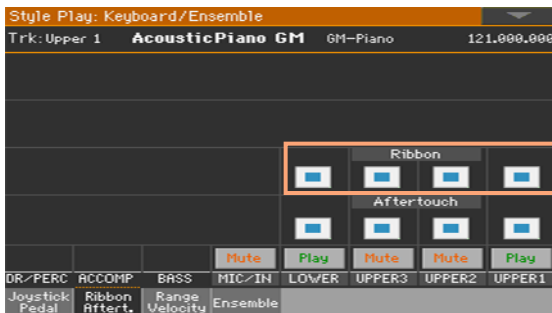 Style Play: Keyboard/Ensemble
Trk:Upper 1 AcousticPiano GM GM-Piano 121.000.000
Ribbon
Aftertouch
Mute Play Mute Mute Play
DR/PERC ACCOMP BASS MIC/IN LOWER UPPER3 UPPER2 UPPER1
Joystick Ribbon Range Ensemble
Pedal Aftert. Velocity